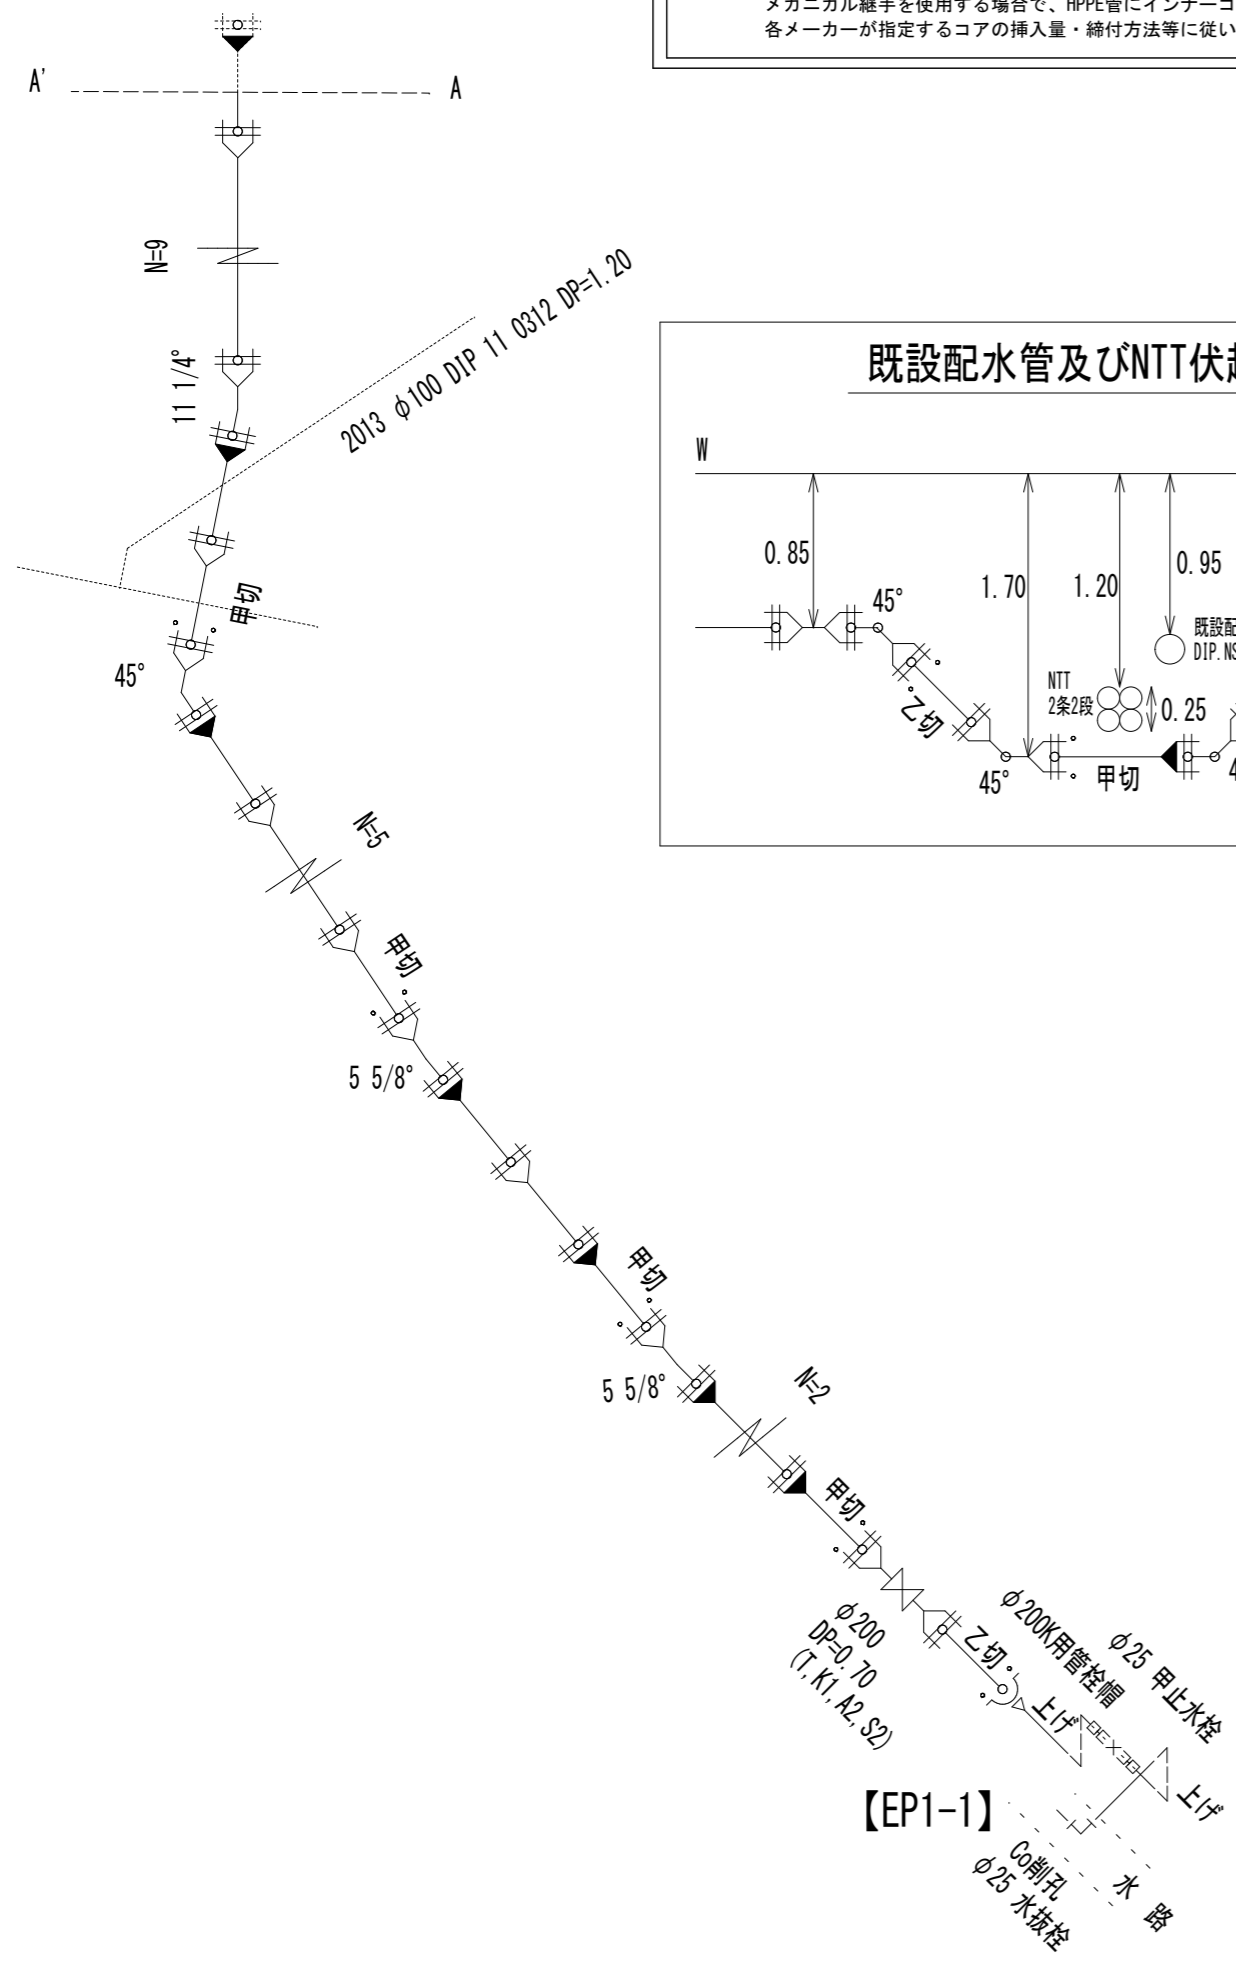 メカニカル継手を使用する場合で、HPPE管にインナーコ
各メーカーが指定するコアの挿入量・締付方法等に従い
A'
A
N=9
11 1/4°
2013 φ100 DIP 11 0312 DP=1.20
甲切
45°
N=5
甲切
5 5/8°
甲切
5 5/8°
N=2
甲切
φ200
DP=0.70
(T,K1,A2,S2)
乙切
上げ
φ200K用管栓帽
φ25 甲止水栓
上げ
【EP1-1】
Co削孔
φ25 水抜栓
水路
既設配水管及びNTT伏越
W
0.85
45°
乙切
1.70
1.20
0.95
既設配
DIP.NS
NTT
2条2段
0.25
45°
甲切